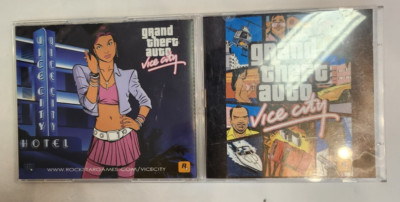 VICE CITY
VICE CITY
HOTEL
grand
theft
auto
Vice City
WWW.ROCKSTARGAMES.COM/VICECITY
R
grand
theft
auto
Vice City